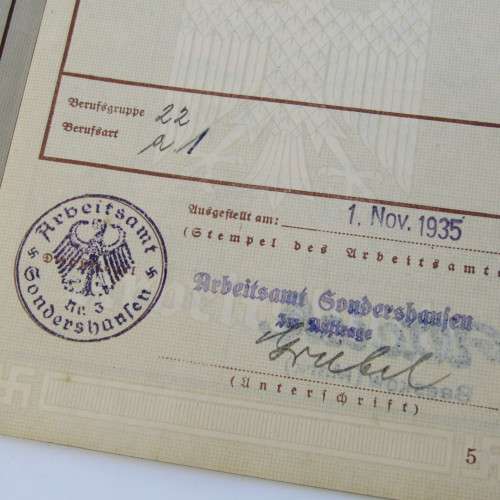 Berufsgruppe 22
Berufsart a 1
Ausgestellt am: 1. Nov. 1935
(Stempel des Arbeitsamte
Arbeitsamt
Nr. 3
Sondershausen
Arbeitsamt Sondershausen
Im Auftrage
(Unterschrift)
5